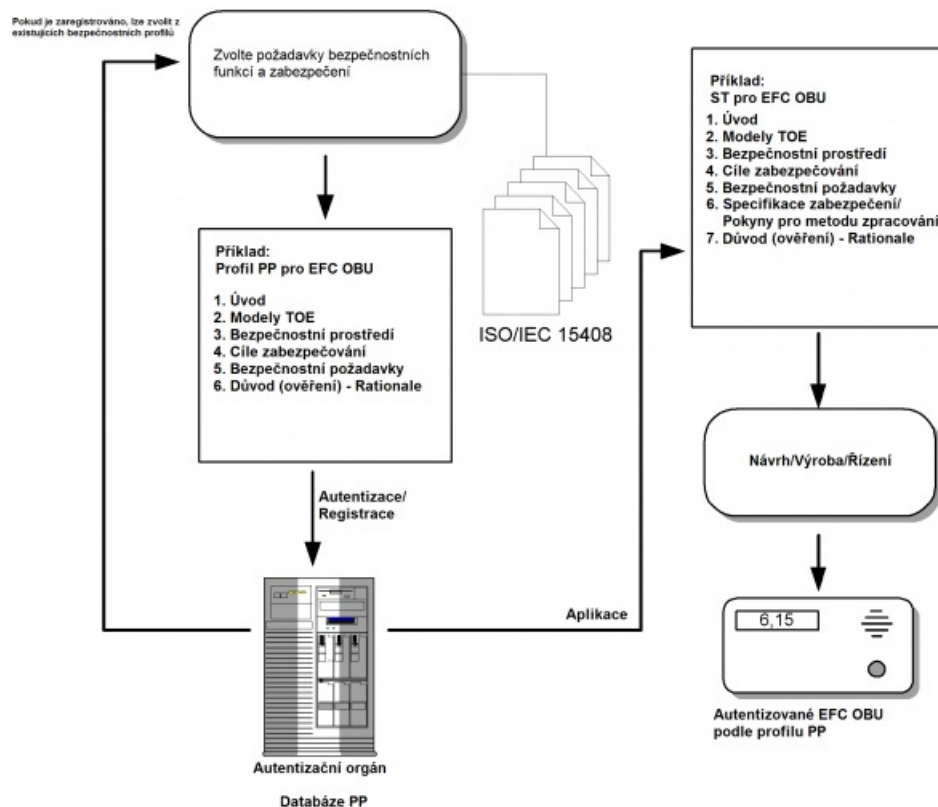 Pokud je zaregistrováno, lze zvolit z
existujících bezpečnostních profilů
Zvolte požadavky bezpečnostních
funkcí a zabezpečení
Příklad:
Profil PP pro EFC OBU
1. Úvod
2. Modely TOE
3. Bezpečnostní prostředí
4. Cíle zabezpečování
5. Bezpečnostní požadavky
6. Důvod (ověření) - Rationale
ISO/IEC 15408
Autentizace/
Registrace
Autentizační orgán
Databáze PP
Aplikace
Příklad:
ST pro EFC OBU
1. Úvod
2. Modely TOE
3. Bezpečnostní prostředí
4. Cíle zabezpečování
5. Bezpečnostní požadavky
6. Specifikace zabezpečení/
Pokyny pro metodu zpracování
7. Důvod (ověření) - Rationale
Návrh/Výroba/Řízení
6,15
Autentizované EFC OBU
podle profilu PP